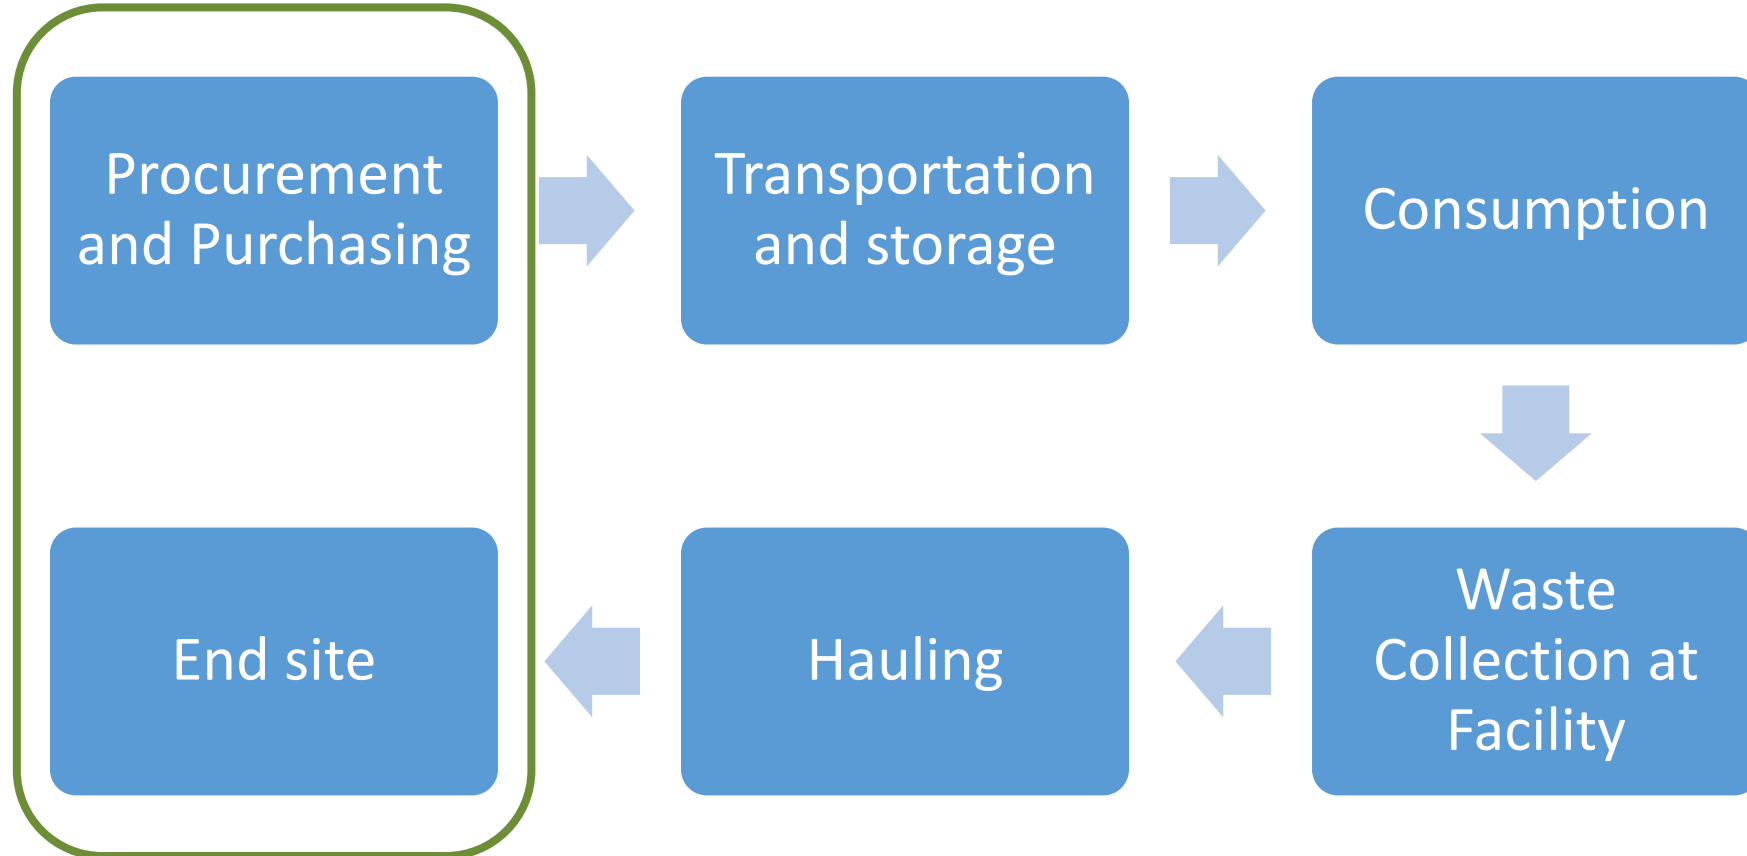 Procurement
and Purchasing
Transportation
and storage
Consumption
Waste
Collection at
Facility
Hauling
End site